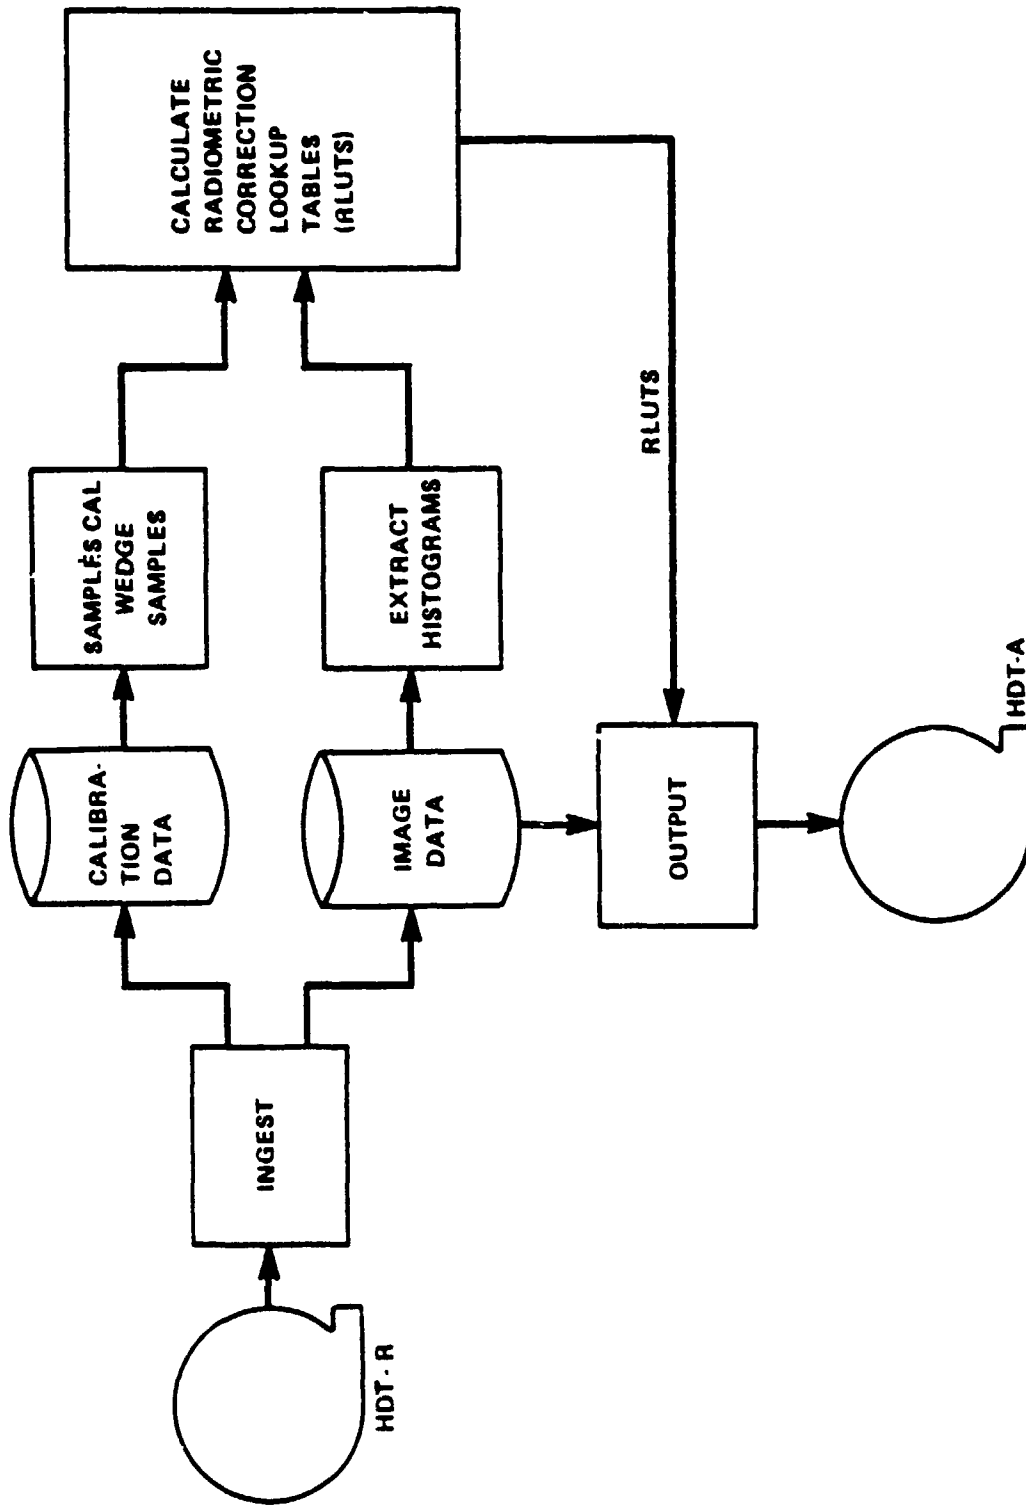 HDT-R
INGEST
CALIBRA-
TION
DATA
IMAGE
DATA
SAMPLES CAL
WEDGE
SAMPLES
EXTRACT
HISTOGRAMS
CALCULATE
RADIOMETRIC
CORRECTION
LOOKUP
TABLES
(RLUTS)
RLUTS
OUTPUT
HDT-A